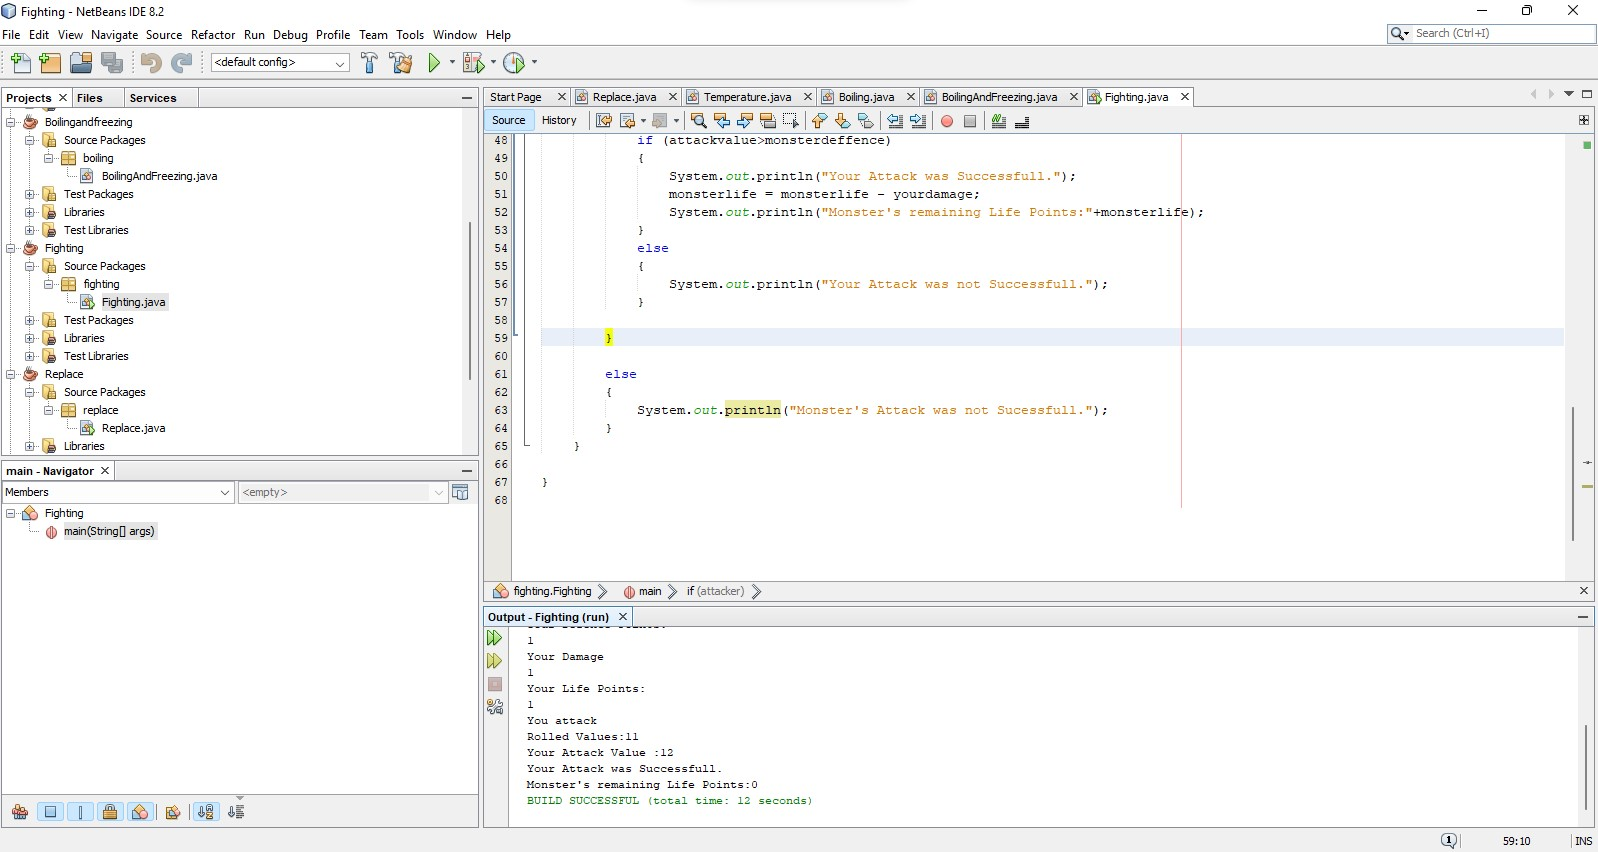 Fighting - NetBeans IDE 8.2
File Edit View Navigate Source Refactor Run Debug Profile Team Tools Window Help
Search (Ctrl+I)
<default config>
Projects Files Services
Boilingandfreezing
Source Packages
boiling
BoilingAndFreezing.java
Test Packages
Libraries
Test Libraries
Fighting
Source Packages
fighting
Fighting.java
Test Packages
Libraries
Test Libraries
Replace
Source Packages
replace
Replace.java
Libraries
main - Navigator
Members
<empty>
Fighting
main(String[] args)
Start Page Replace.java Temperature.java Boiling.java BoilingAndFreezing.java Fighting.java
Source History
48 if (attackvalue>monsterdeffence)
49 {
50 System.out.println("Your Attack was Successfull.");
51 monsterlife = monsterlife - yourdamage;
52 System.out.println("Monster's remaining Life Points:"+monsterlife);
53 }
54 else
55 {
56 System.out.println("Your Attack was not Successfull.");
57 }
58
59 }
60
61 else
62 {
63 System.out.println("Monster's Attack was not Sucessfull.");
64 }
65 }
66
67 }
68
fighting.Fighting main if (attacker)
Output - Fighting (run)
1
Your Damage
1
Your Life Points:
1
You attack
Rolled Values:11
Your Attack Value :12
Your Attack was Successfull.
Monster's remaining Life Points:0
BUILD SUCCESSFUL (total time: 12 seconds)
1
59:10
INS